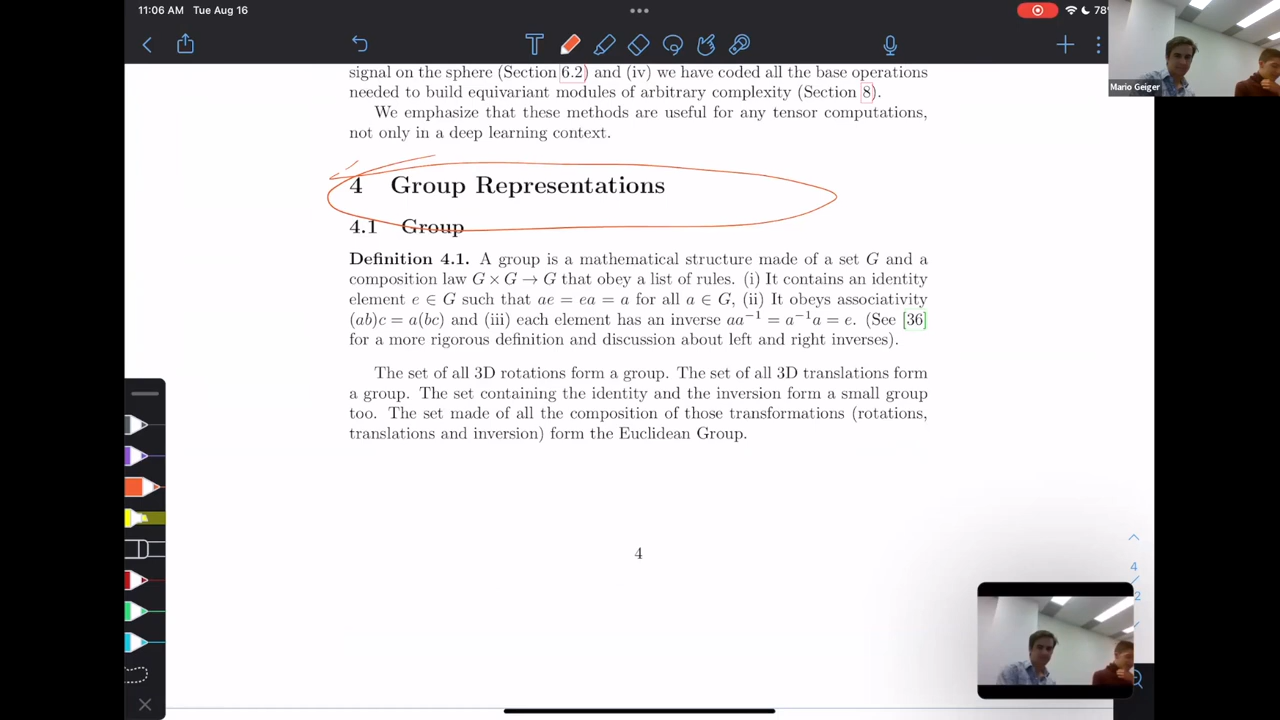 11:06 AM Tue Aug 16
78%
Mario Geiger
signal on the sphere (Section 6.2) and (iv) we have coded all the base operations
needed to build equivariant modules of arbitrary complexity (Section 8).
We emphasize that these methods are useful for any tensor computations,
not only in a deep learning context.
4 Group Representations
4.1 Group
Definition 4.1. A group is a mathematical structure made of a set G and a
composition law G × G → G that obey a list of rules. (i) It contains an identity
element e ∈ G such that ae = ea = a for all a ∈ G, (ii) It obeys associativity
(ab)c = a(bc) and (iii) each element has an inverse aa⁻¹ = a⁻¹a = e. (See [36]
for a more rigorous definition and discussion about left and right inverses).
The set of all 3D rotations form a group. The set of all 3D translations form
a group. The set containing the identity and the inversion form a small group
too. The set made of all the composition of those transformations (rotations,
translations and inversion) form the Euclidean Group.
4
4
/
2